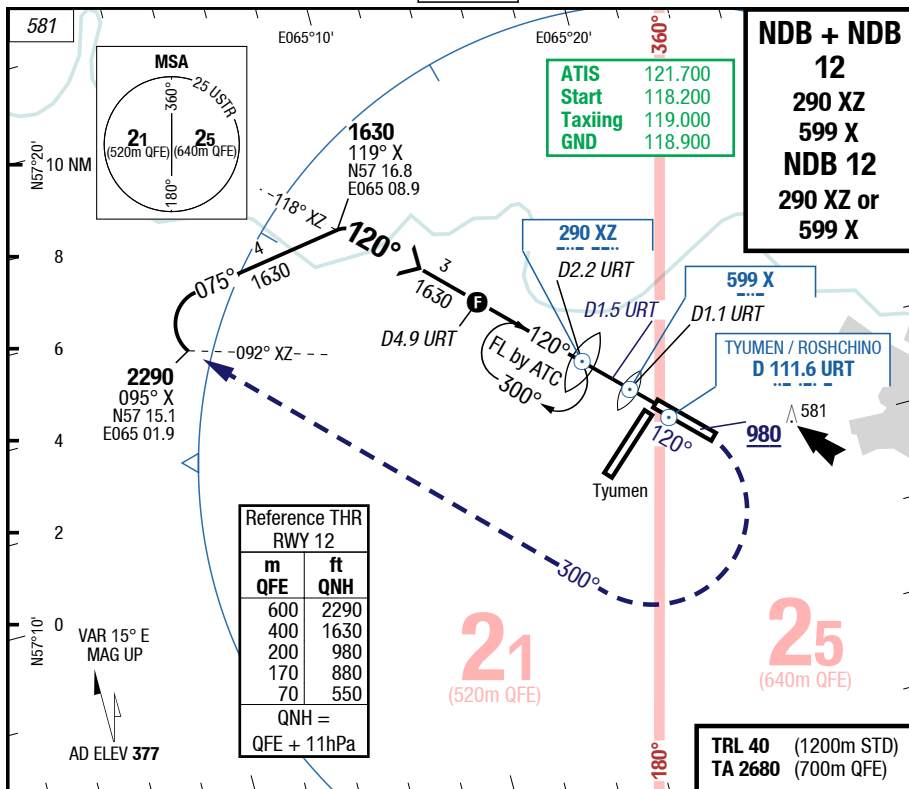 581
E065°10'
E065°20'
360°
NDB + NDB
12
290 XZ
599 X
NDB 12
290 XZ or
599 X
MSA
25 USTR
360°
180°
21
(520m QFE)
25
(640m QFE)
ATIS 121.700
Start 118.200
Taxiing 119.000
GND 118.900
N57°20'
10 NM
8
6
4
2
0
N57°10'
1630
119° X
N57 16.8
E065 08.9
118° XZ
120°
075°
4
1630
3
1630
F
D4.9 URT
290 XZ
D2.2 URT
D1.5 URT
599 X
D1.1 URT
TYUMEN / ROSHCHINO
D 111.6 URT
120°
FL by ATC
300°
092° XZ
2290
095° X
N57 15.1
E065 01.9
581
980
120°
Tyumen
300°
Reference THR
RWY 12
m ft
QFE QNH
600 2290
400 1630
200 980
170 880
70 550
QNH =
QFE + 11hPa
VAR 15° E
MAG UP
AD ELEV 377
21
(520m QFE)
25
(640m QFE)
180°
TRL 40 (1200m STD)
TA 2680 (700m QFE)